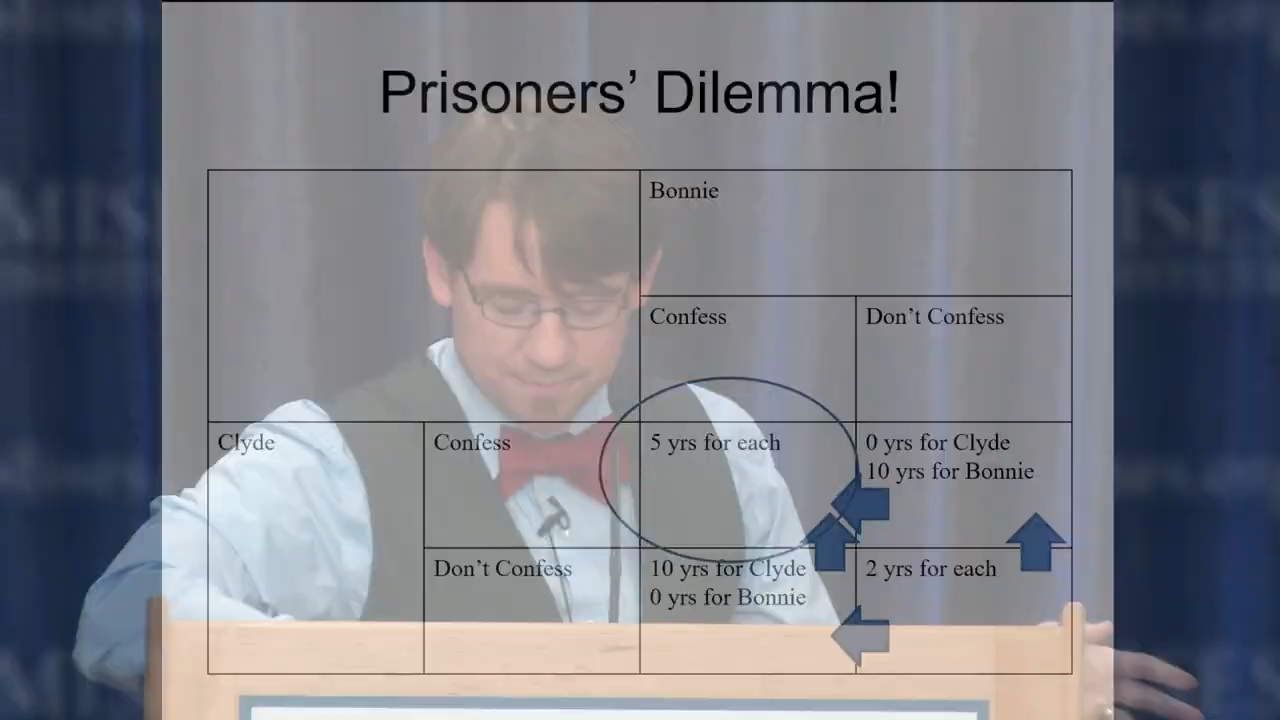 Prisoners’ Dilemma!
Bonnie
Confess
Don’t Confess
Clyde
Confess
5 yrs for each
0 yrs for Clyde
10 yrs for Bonnie
Don’t Confess
10 yrs for Clyde
0 yrs for Bonnie
2 yrs for each